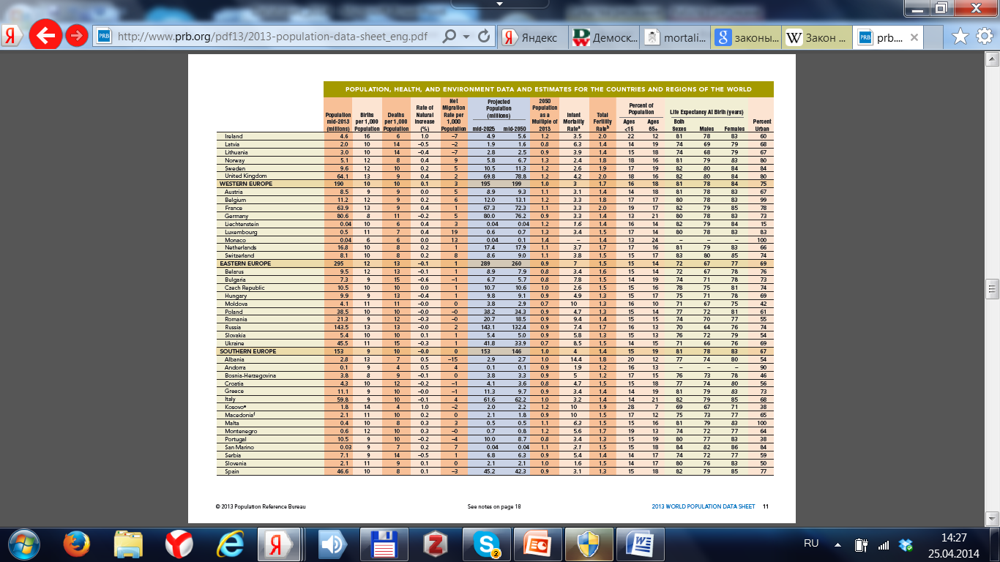 http://www.prb.org/pdf13/2013-population-data-sheet_eng.pdf
Яндекс
Демоск...
mortali...
законы...
Закон ...
prb....
POPULATION, HEALTH, AND ENVIRONMENT DATA AND ESTIMATES FOR THE COUNTRIES AND REGIONS OF THE WORLD
Population mid-2013 (millions) Births per 1,000 Population Deaths per 1,000 Population Rate of Natural Increase (%) Net Migration Rate per 1,000 Population Projected Population (millions) mid-2025 mid-2050 2050 Population as a Multiple of 2013 Infant Mortality Rateᵃ Total Fertility Rateᵇ Percent of Population Ages <15 Ages 65+ Life Expectancy At Birth (years) Both Sexes Males Females Percent Urban
Ireland 4.6 16 6 1.0 –7 4.9 5.6 1.2 3.5 2.0 22 12 81 78 83 60
Latvia 2.0 10 14 –0.5 –2 1.9 1.6 0.8 6.3 1.4 14 19 74 69 79 68
Lithuania 3.0 10 14 –0.4 –7 2.8 2.5 0.9 3.9 1.4 15 18 74 68 79 67
Norway 5.1 12 8 0.4 9 5.8 6.7 1.3 2.4 1.8 18 16 81 79 83 80
Sweden 9.6 12 10 0.2 5 10.5 11.3 1.2 2.6 1.9 17 19 82 80 84 84
United Kingdom 64.1 13 9 0.4 2 69.8 78.8 1.2 4.2 2.0 18 16 82 80 84 80
WESTERN EUROPE 190 10 10 0.1 3 195 199 1.0 3 1.7 16 18 81 78 84 75
Austria 8.5 9 9 0.0 5 8.9 9.3 1.1 3.1 1.4 14 18 81 78 83 67
Belgium 11.2 12 9 0.2 6 12.0 13.1 1.2 3.3 1.8 17 17 80 78 83 99
France 63.9 13 9 0.4 1 67.3 72.3 1.1 3.3 2.0 19 17 82 79 85 78
Germany 80.6 8 11 –0.2 5 80.0 76.2 0.9 3.3 1.4 13 21 80 78 83 73
Liechtenstein 0.04 10 6 0.4 3 0.04 0.04 1.2 1.6 1.4 16 14 82 79 84 15
Luxembourg 0.5 11 7 0.4 19 0.6 0.7 1.3 3.4 1.5 17 14 80 78 83 83
Monaco 0.04 6 6 0.0 13 0.04 0.1 1.4 – 1.4 13 24 – – – 100
Netherlands 16.8 10 8 0.2 1 17.4 17.9 1.1 3.7 1.7 17 16 81 79 83 66
Switzerland 8.1 10 8 0.2 8 8.6 9.0 1.1 3.8 1.5 15 17 83 80 85 74
EASTERN EUROPE 295 12 13 –0.1 1 289 260 0.9 7 1.5 15 14 72 67 77 69
Belarus 9.5 12 13 –0.1 1 8.9 7.9 0.8 3.4 1.6 15 14 72 67 78 76
Bulgaria 7.3 9 15 –0.6 –1 6.7 5.7 0.8 7.8 1.5 14 19 74 71 78 73
Czech Republic 10.5 10 10 0.0 1 10.7 10.6 1.0 2.6 1.5 15 16 78 75 81 74
Hungary 9.9 9 13 –0.4 1 9.8 9.1 0.9 4.9 1.3 15 17 75 71 78 69
Moldova 4.1 11 11 –0.0 0 3.8 2.9 0.7 10 1.3 16 10 71 67 75 42
Poland 38.5 10 10 –0.0 –0 38.2 34.3 0.9 4.7 1.3 15 14 77 72 81 61
Romania 21.3 9 12 –0.3 –0 20.7 18.5 0.9 9.4 1.4 15 15 74 70 77 55
Russia 143.5 13 13 –0.0 2 143.1 132.4 0.9 7.4 1.7 16 13 70 64 76 74
Slovakia 5.4 10 10 0.1 1 5.4 5.0 0.9 5.8 1.3 15 13 76 72 79 54
Ukraine 45.5 11 15 –0.3 1 41.8 33.9 0.7 8.5 1.5 14 15 71 66 76 69
SOUTHERN EUROPE 153 9 10 –0.0 0 153 146 1.0 4 1.4 15 19 81 78 83 67
Albania 2.8 13 7 0.5 –15 2.9 2.7 1.0 14.4 1.8 20 12 77 74 80 54
Andorra 0.1 9 4 0.5 4 0.1 0.1 0.9 1.9 1.2 16 13 – – – 90
Bosnia-Herzegovina 3.8 8 9 –0.1 0 3.8 3.3 0.9 5 1.2 17 15 76 73 78 46
Croatia 4.3 10 12 –0.2 –1 4.1 3.6 0.8 4.7 1.5 15 18 77 74 80 56
Greece 11.1 9 10 –0.0 –1 11.3 9.7 0.9 3.4 1.4 14 19 81 79 83 73
Italy 59.8 9 10 –0.1 4 61.6 62.2 1.0 3.2 1.4 14 21 82 79 85 68
Kosovoᵉ 1.8 14 4 1.0 –2 2.0 2.2 1.2 10 1.9 28 7 69 67 71 38
Macedoniaᶠ 2.1 11 10 0.2 0 2.1 1.8 0.9 10 1.5 17 12 75 73 77 65
Malta 0.4 10 8 0.3 3 0.5 0.5 1.1 6.3 1.5 15 16 81 79 83 100
Montenegro 0.6 12 10 0.3 –0 0.7 0.8 1.2 5.6 1.7 19 13 74 72 77 64
Portugal 10.5 9 10 –0.2 –4 10.0 8.7 0.8 3.4 1.3 15 19 80 77 83 38
San Marino 0.03 9 7 0.2 7 0.04 0.04 1.1 3.1 1.5 15 18 84 82 86 84
Serbia 7.1 9 14 –0.5 1 6.8 6.3 0.9 5.4 1.4 14 17 74 72 77 59
Slovenia 2.1 11 9 0.1 0 2.1 2.1 1.0 1.6 1.5 14 17 80 76 83 50
Spain 46.6 10 8 0.1 –3 45.2 42.3 0.9 3.1 1.3 15 18 82 79 85 77
© 2013 Population Reference Bureau
See notes on page 18
2013 WORLD POPULATION DATA SHEET 11
RU
14:27
25.04.2014